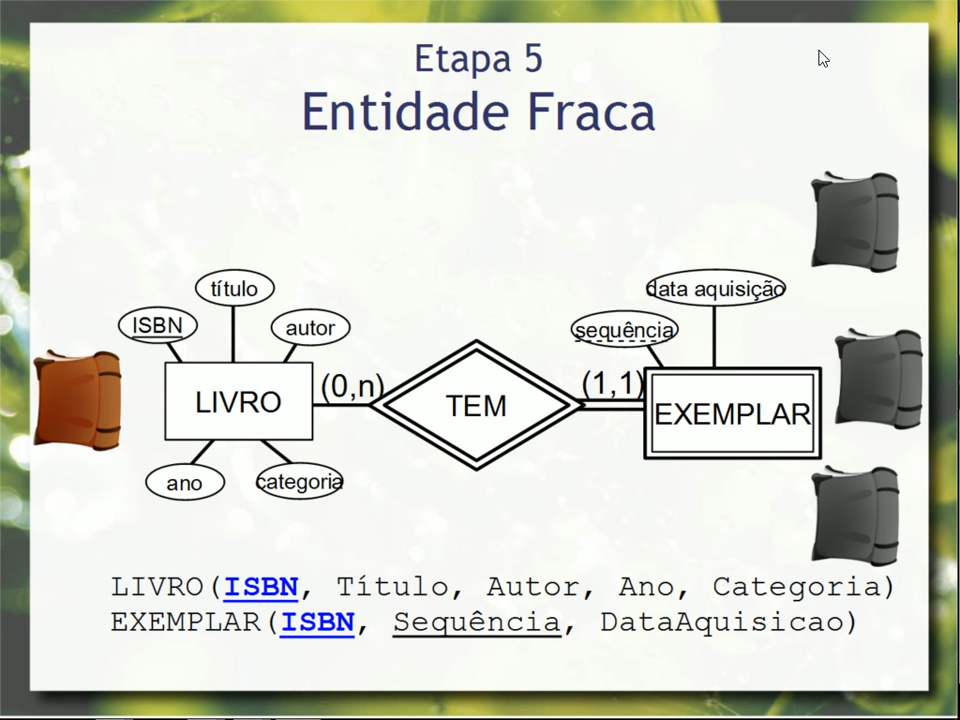 Etapa 5
Entidade Fraca
título
data aquisição
ISBN
autor
sequência
LIVRO
(0,n)
TEM
(1,1)
EXEMPLAR
ano
categoria
LIVRO(ISBN, Título, Autor, Ano, Categoria)
EXEMPLAR(ISBN, Sequência, DataAquisicao)